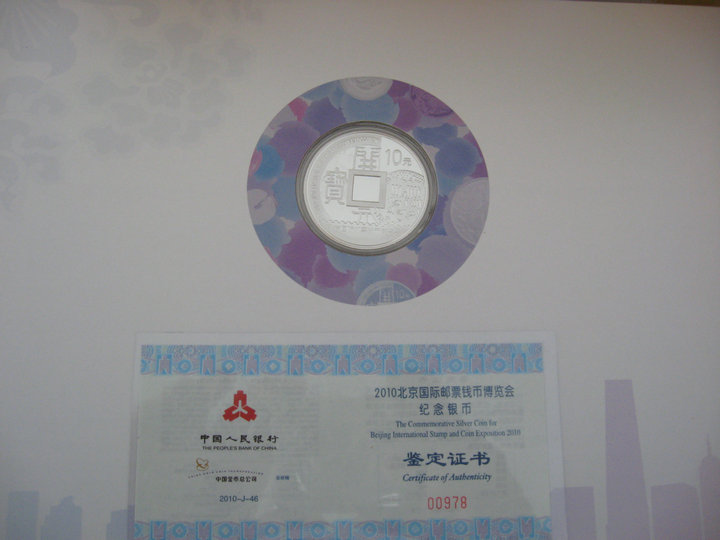 10元
開
寶
中国人民银行
THE PEOPLE'S BANK OF CHINA
中国金币总公司
2010-J-46
2010北京国际邮票钱币博览会
纪念银币
The Commemorative Silver Coin for
Beijing International Stamp and Coin Exposition 2010
鉴定证书
Certificate of Authenticity
00978